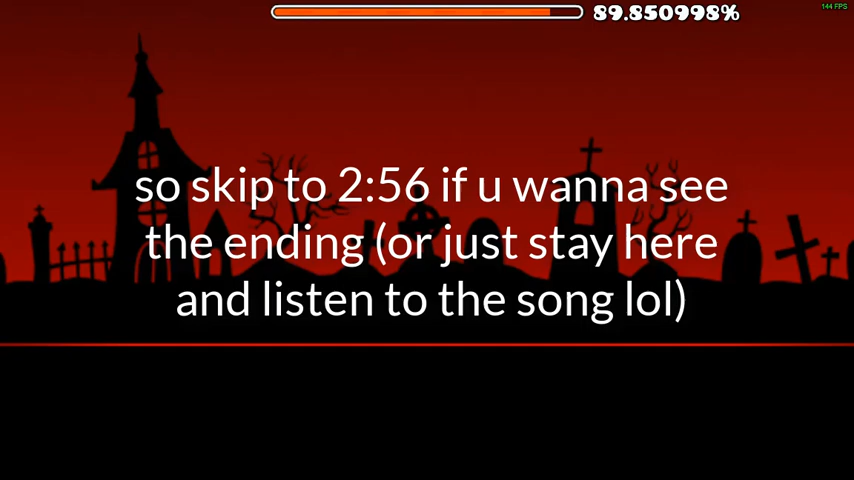 89.850998%
144 FPS
so skip to 2:56 if u wanna see
the ending (or just stay here
and listen to the song lol)